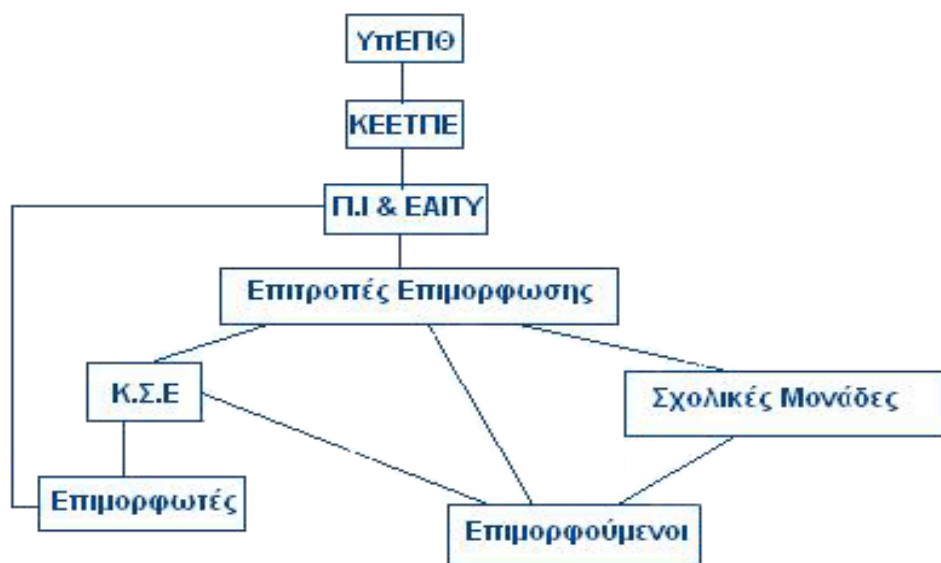 ΥπΕΠΘ
ΚΕΕΤΠΕ
Π.Ι & ΕΑΙΤΥ
Επιτροπές Επιμορφωσης
Κ.Σ.Ε
Σχολικές Μονάδες
Επιμορφωτές
Επιμορφούμενοι